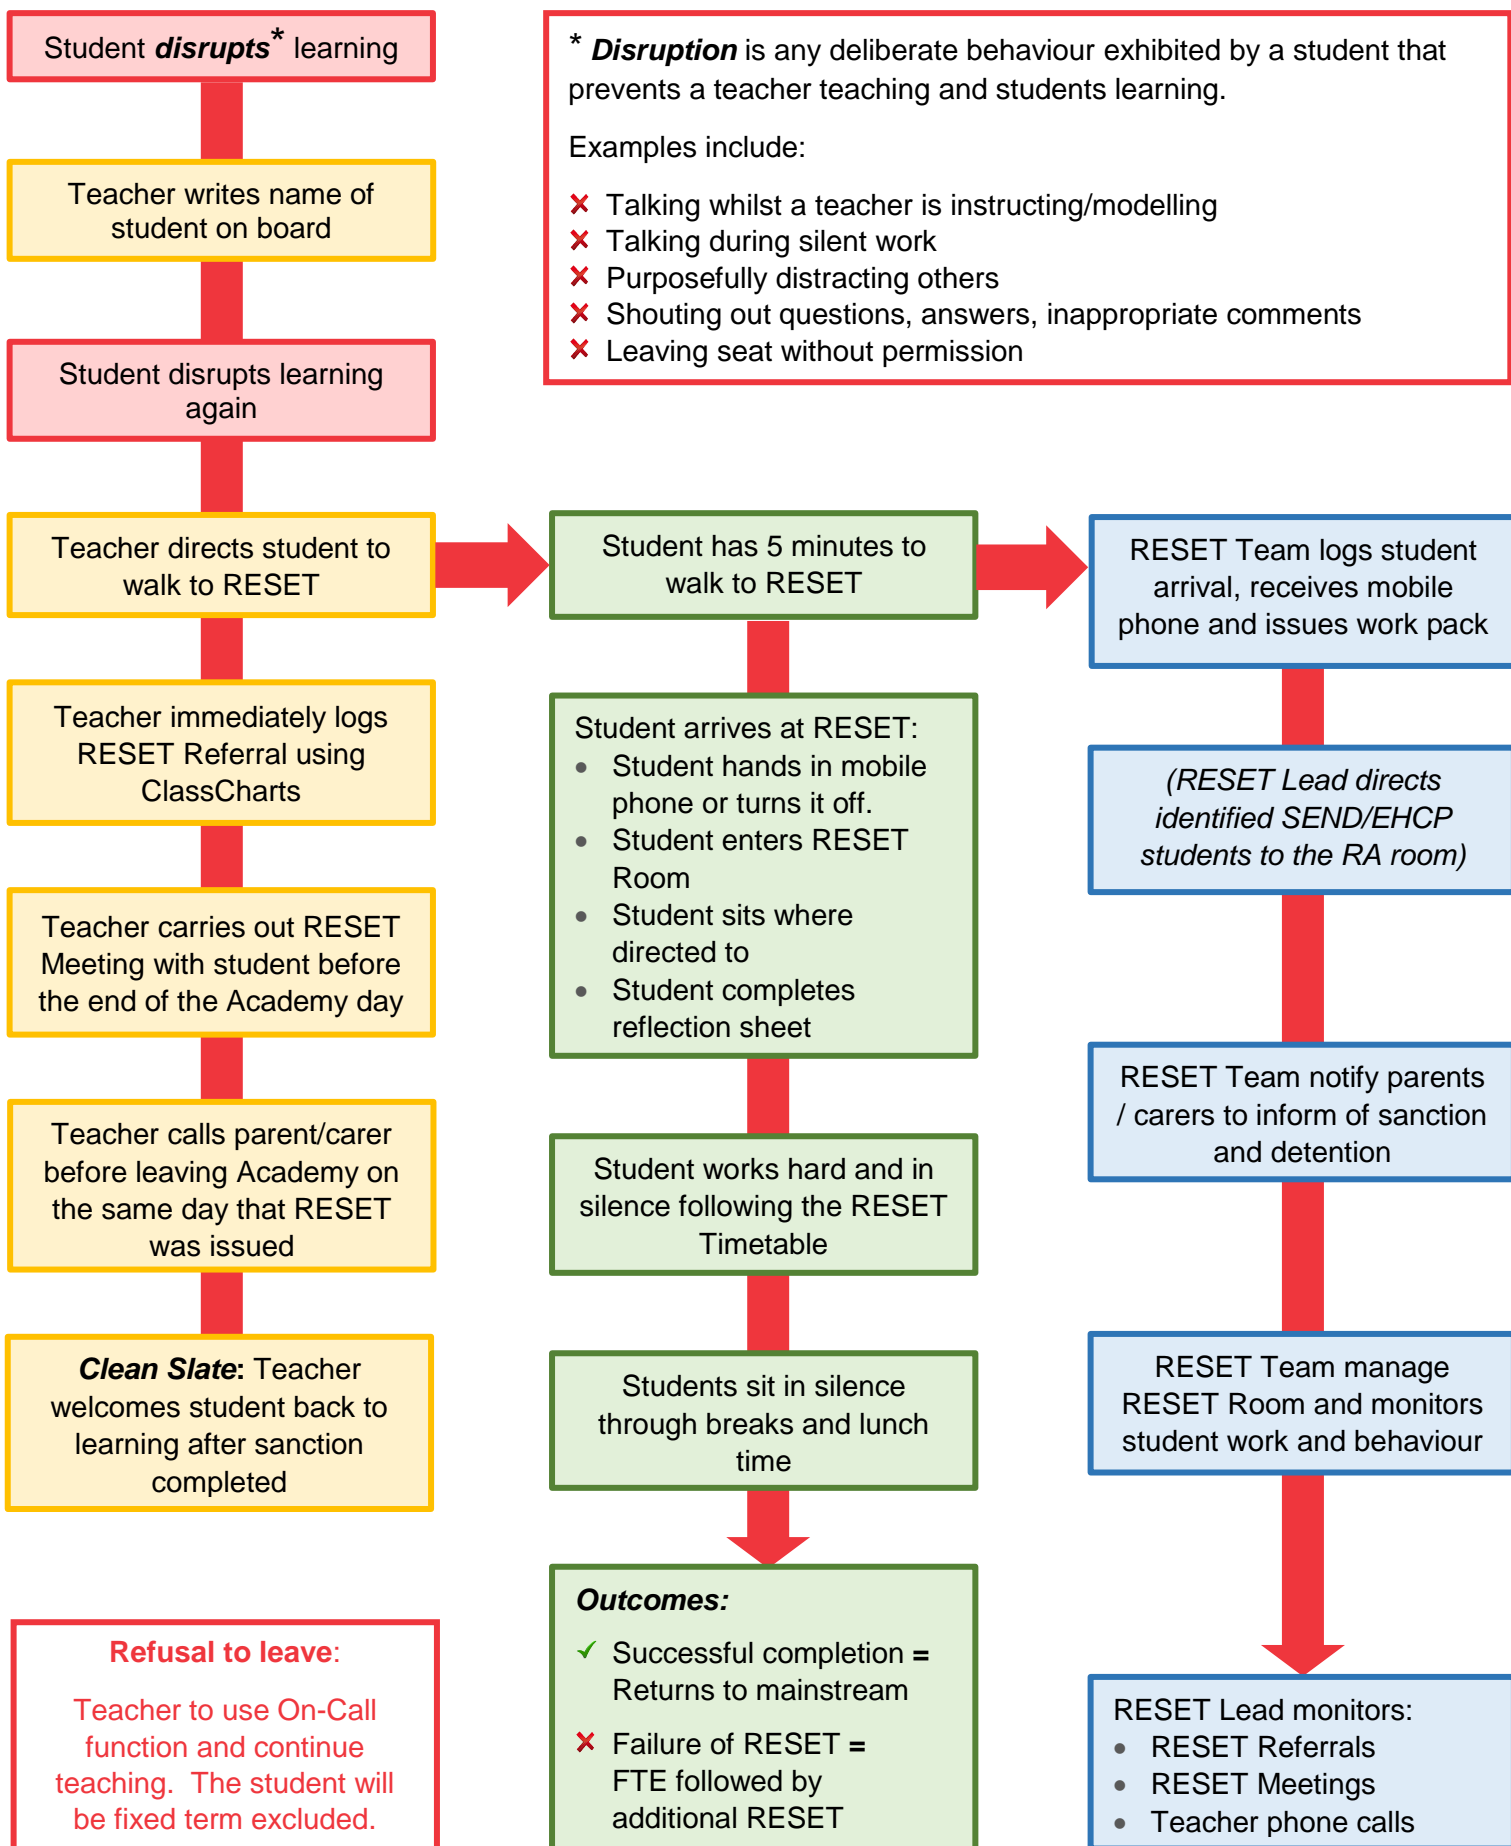 Student disrupts* learning
* Disruption is any deliberate behaviour exhibited by a student that
prevents a teacher teaching and students learning.
Examples include:
Talking whilst a teacher is instructing/modelling
Talking during silent work
Purposefully distracting others
Shouting out questions, answers, inappropriate comments
Leaving seat without permission
Teacher writes name of
student on board
Student disrupts learning
again
Teacher directs student to
walk to RESET
Teacher immediately logs
RESET Referral using
ClassCharts
Teacher carries out RESET
Meeting with student before
the end of the Academy day
Teacher calls parent/carer
before leaving Academy on
the same day that RESET
was issued
Clean Slate: Teacher
welcomes student back to
learning after sanction
completed
Refusal to leave:
Teacher to use On-Call
function and continue
teaching.  The student will
be fixed term excluded.
Student has 5 minutes to
walk to RESET
Student arrives at RESET:
• Student hands in mobile
phone or turns it off.
• Student enters RESET
Room
• Student sits where
directed to
• Student completes
reflection sheet
Student works hard and in
silence following the RESET
Timetable
Students sit in silence
through breaks and lunch
time
Outcomes:
✓ Successful completion =
Returns to mainstream
Failure of RESET =
FTE followed by
additional RESET
RESET Team logs student
arrival, receives mobile
phone and issues work pack
(RESET Lead directs
identified SEND/EHCP
students to the RA room)
RESET Team notify parents
/ carers to inform of sanction
and detention
RESET Team manage
RESET Room and monitors
student work and behaviour
RESET Lead monitors:
• RESET Referrals
• RESET Meetings
• Teacher phone calls